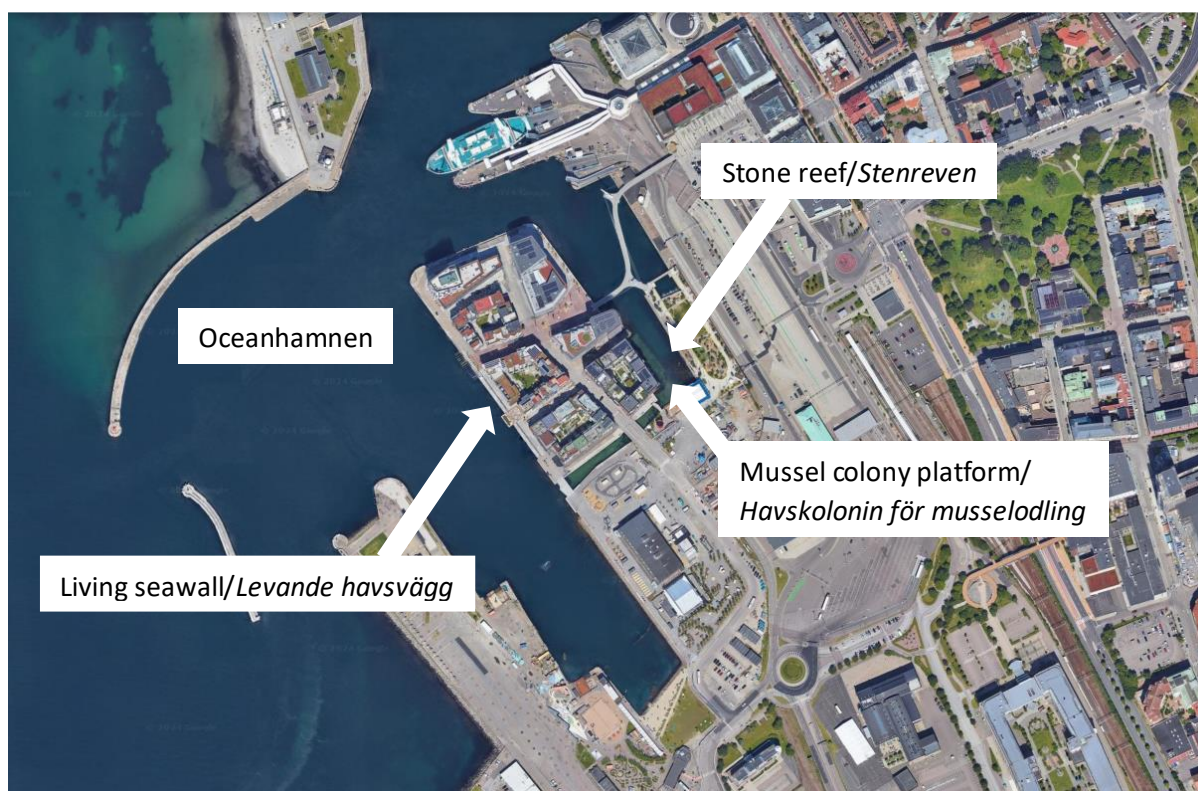 Stone reef/Stenreven
Oceanhamnen
Mussel colony platform/
Havskolonin för musselodling
Living seawall/Levande havsvägg